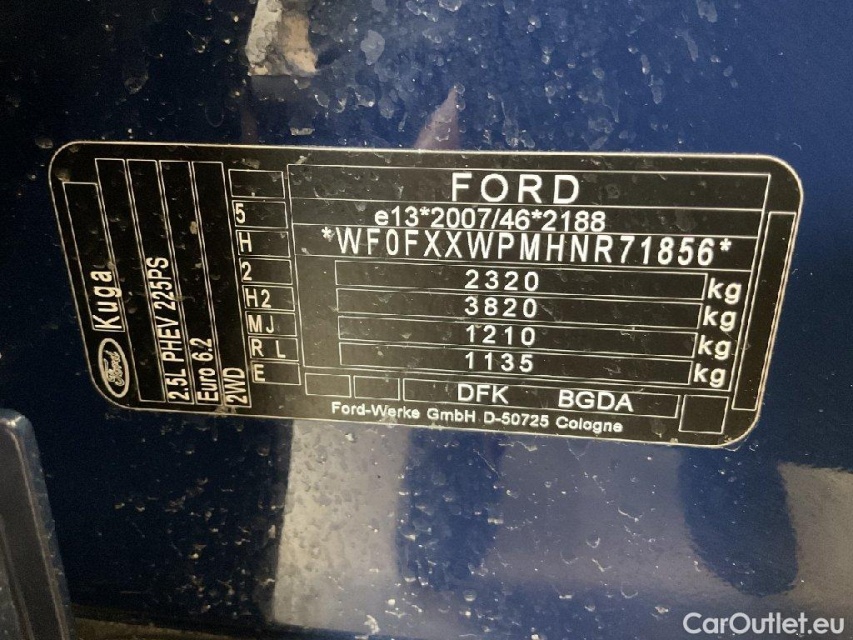 FORD
e13*2007/46*2188
*WF0FXXWPMHNR71856*
2320 kg
3820 kg
1210 kg
1135 kg
DFK BGDA
Ford-Werke GmbH D-50725 Cologne
5
H
2
H2
MJ
R L
E
Ford Kuga
2.5L PHEV 225PS
Euro 6.2
2WD
CarOutlet.eu